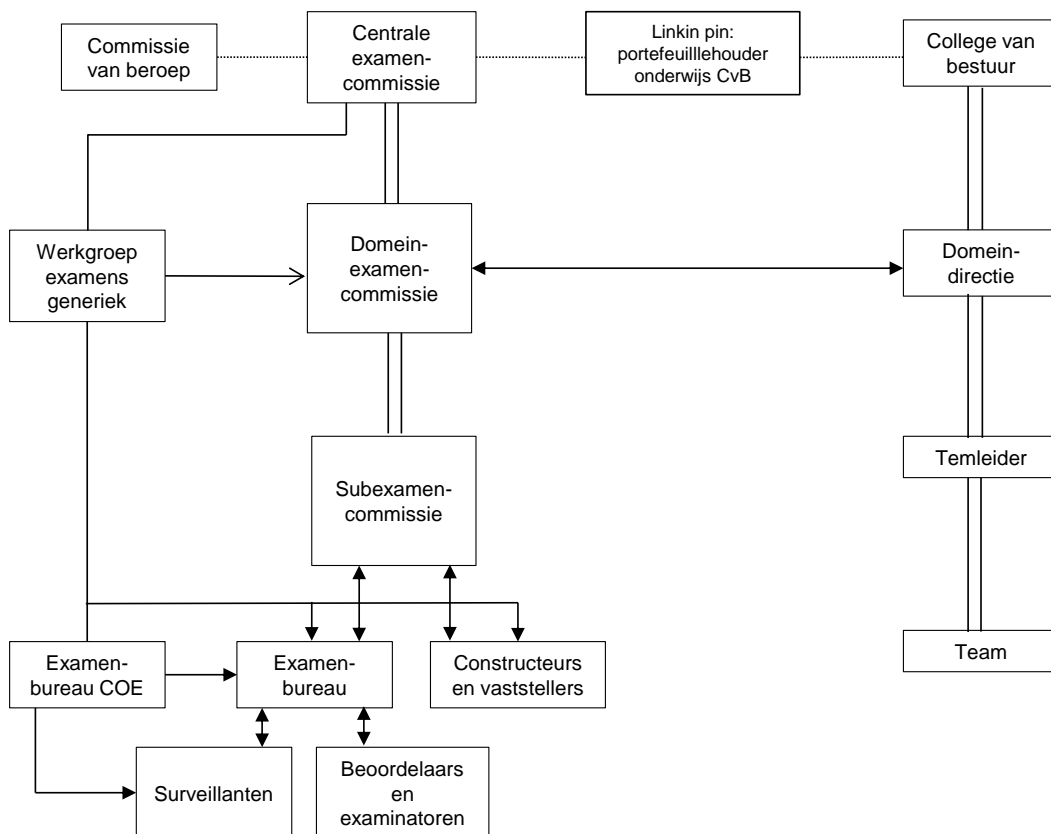 Commissie
van beroep
Centrale
examen-
commissie
Linkin pin:
portefeuilllehouder
onderwijs CvB
College van
bestuur
Werkgroep
examens
generiek
Domein-
examen-
commissie
Domein-
directie
Subexamen-
commissie
Temleider
Examen-
bureau COE
Examen-
bureau
Constructeurs
en vaststellers
Team
Surveillanten
Beoordelaars
en
examinatoren